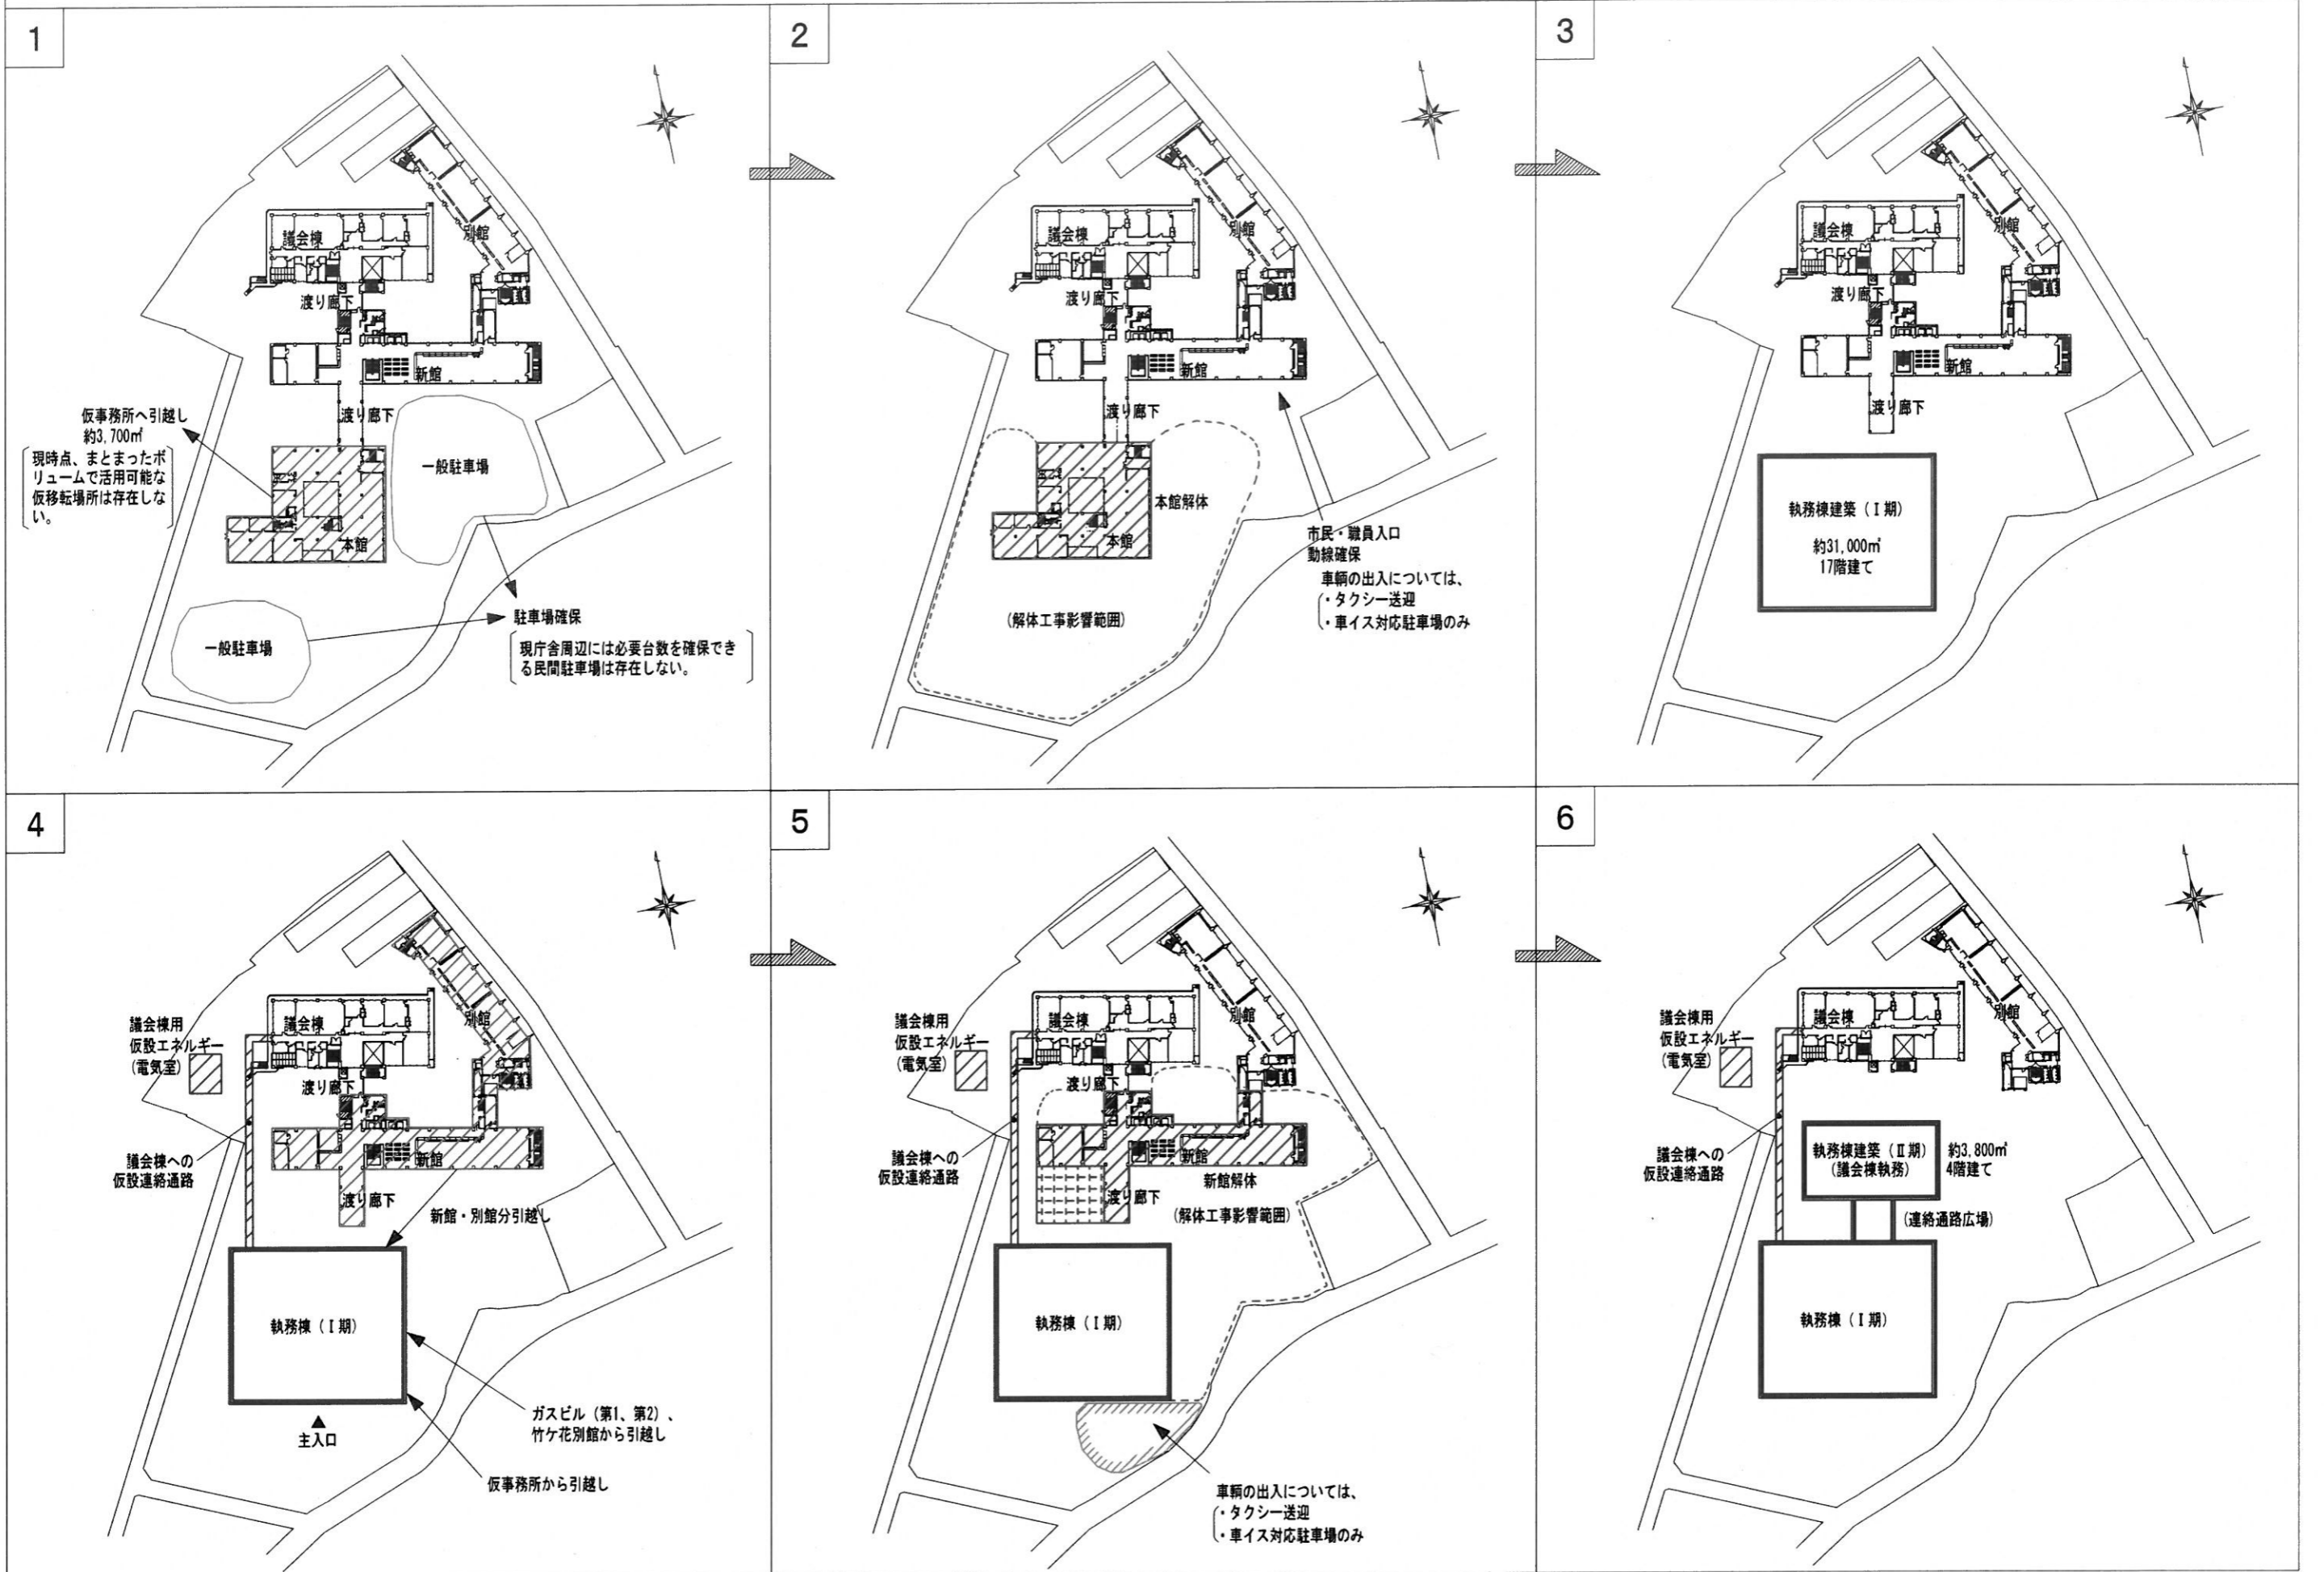 1
議会棟
別館
渡り廊下
新館
渡り廊下
仮事務所へ引越し
約3,700㎡
現時点、まとまったボ
リュームで活用可能な
仮移転場所は存在しな
い。
一般駐車場
本館
一般駐車場
駐車場確保
現庁舎周辺には必要台数を確保でき
る民間駐車場は存在しない。
2
議会棟
別館
渡り廊下
新館
渡り廊下
本館解体
本館
市民・職員入口
動線確保
車輌の出入については、
・タクシー送迎
・車イス対応駐車場のみ
(解体工事影響範囲)
3
議会棟
別館
渡り廊下
新館
渡り廊下
執務棟建築（Ⅰ期）
約31,000㎡
17階建て
4
議会棟用
仮設エネルギー
(電気室)
議会棟
別館
渡り廊下
議会棟への
仮設連絡通路
新館
渡り廊下
新館・別館分引越し
執務棟（Ⅰ期）
主入口
ガスビル（第1、第2）、
竹ケ花別館から引越し
仮事務所から引越し
5
議会棟用
仮設エネルギー
(電気室)
議会棟
別館
渡り廊下
議会棟への
仮設連絡通路
新館
新館解体
渡り廊下
(解体工事影響範囲)
執務棟（Ⅰ期）
車輌の出入については、
・タクシー送迎
・車イス対応駐車場のみ
6
議会棟用
仮設エネルギー
(電気室)
議会棟
別館
議会棟への
仮設連絡通路
執務棟建築（Ⅱ期）
(議会棟執務)
約3,800㎡
4階建て
(連絡通路広場)
執務棟（Ⅰ期）